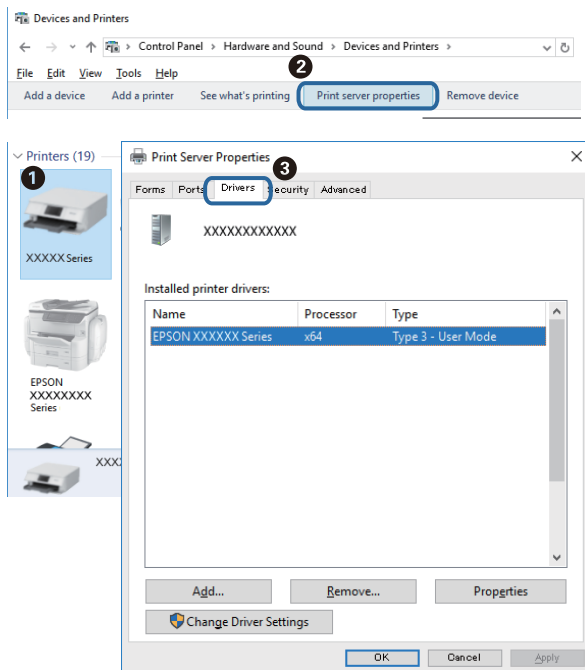 Devices and Printers
Control Panel > Hardware and Sound > Devices and Printers >
2
File Edit View Tools Help
Add a device Add a printer See what's printing Print server properties Remove device
Printers (19)
1
XXXXX Series
EPSON
XXXXXXXX
Series
XXX
Print Server Properties
3
Forms Ports Drivers Security Advanced
XXXXXXXXXXXX
Installed printer drivers:
Name Processor Type
EPSON XXXXXX Series x64 Type 3 - User Mode
Add... Remove... Properties
Change Driver Settings
OK Cancel Apply